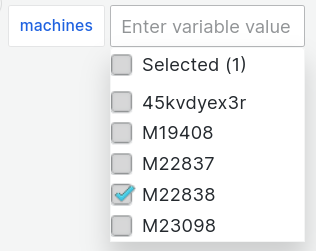 machines
Enter variable value
Selected (1)
45kvdyex3r
M19408
M22837
M22838
M23098